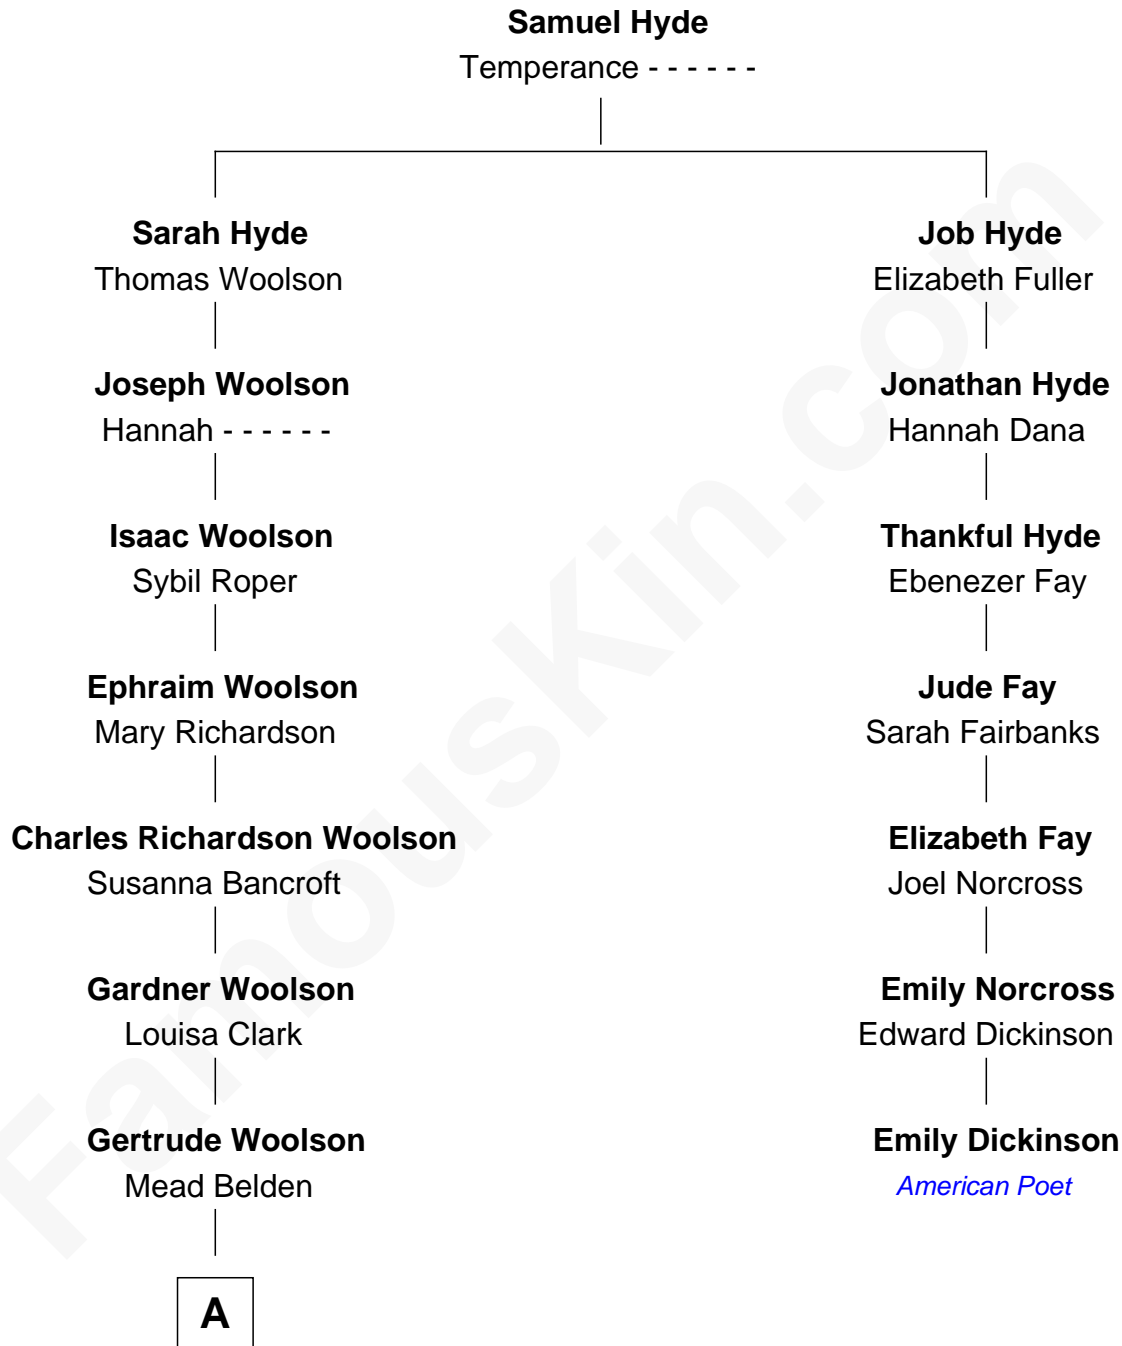 Samuel Hyde
Temperance - - - - - -
Sarah Hyde
Thomas Woolson
Job Hyde
Elizabeth Fuller
Joseph Woolson
Hannah - - - - - -
Jonathan Hyde
Hannah Dana
Isaac Woolson
Sybil Roper
Thankful Hyde
Ebenezer Fay
Ephraim Woolson
Mary Richardson
Jude Fay
Sarah Fairbanks
Charles Richardson Woolson
Susanna Bancroft
Elizabeth Fay
Joel Norcross
Gardner Woolson
Louisa Clark
Emily Norcross
Edward Dickinson
Gertrude Woolson
Mead Belden
Emily Dickinson
American Poet
A
FamousKin.com